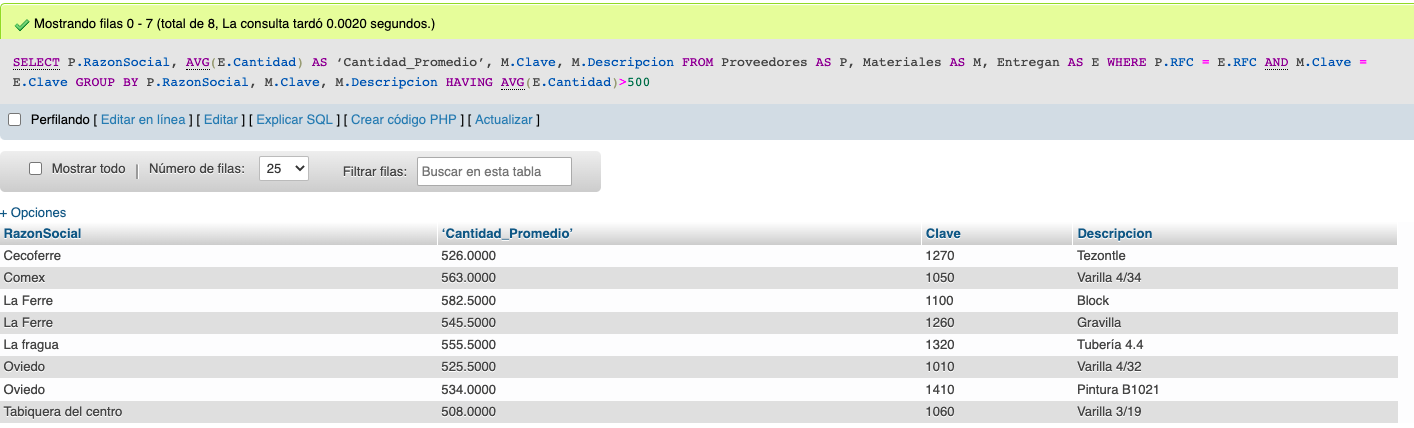 Mostrando filas 0 - 7 (total de 8, La consulta tardó 0.0020 segundos.)
SELECT P.RazonSocial, AVG(E.Cantidad) AS ‘Cantidad_Promedio’, M.Clave, M.Descripcion FROM Proveedores AS P, Materiales AS M, Entregan AS E WHERE P.RFC = E.RFC AND M.Clave =
E.Clave GROUP BY P.RazonSocial, M.Clave, M.Descripcion HAVING AVG(E.Cantidad)>500
Perfilando [ Editar en línea ] [ Editar ] [ Explicar SQL ] [ Crear código PHP ] [ Actualizar ]
Mostrar todo | Número de filas: 25 Filtrar filas: Buscar en esta tabla
+ Opciones
RazonSocial ‘Cantidad_Promedio’ Clave Descripcion
Cecoferre 526.0000 1270 Tezontle
Comex 563.0000 1050 Varilla 4/34
La Ferre 582.5000 1100 Block
La Ferre 545.5000 1260 Gravilla
La fragua 555.5000 1320 Tubería 4.4
Oviedo 525.5000 1010 Varilla 4/32
Oviedo 534.0000 1410 Pintura B1021
Tabiquera del centro 508.0000 1060 Varilla 3/19